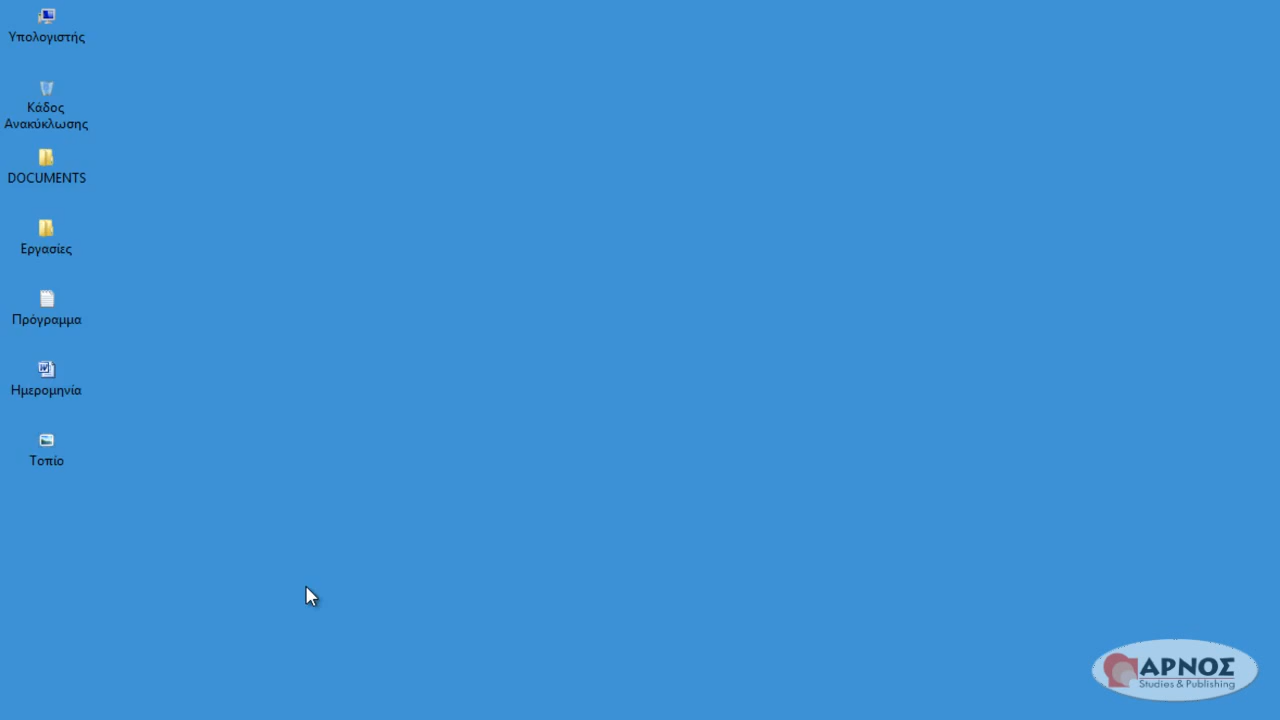 Υπολογιστής
Κάδος
Ανακύκλωσης
DOCUMENTS
Εργασίες
Πρόγραμμα
Ημερομηνία
Τοπίο
ΑΡΝΟΣ
Studies & Publishing